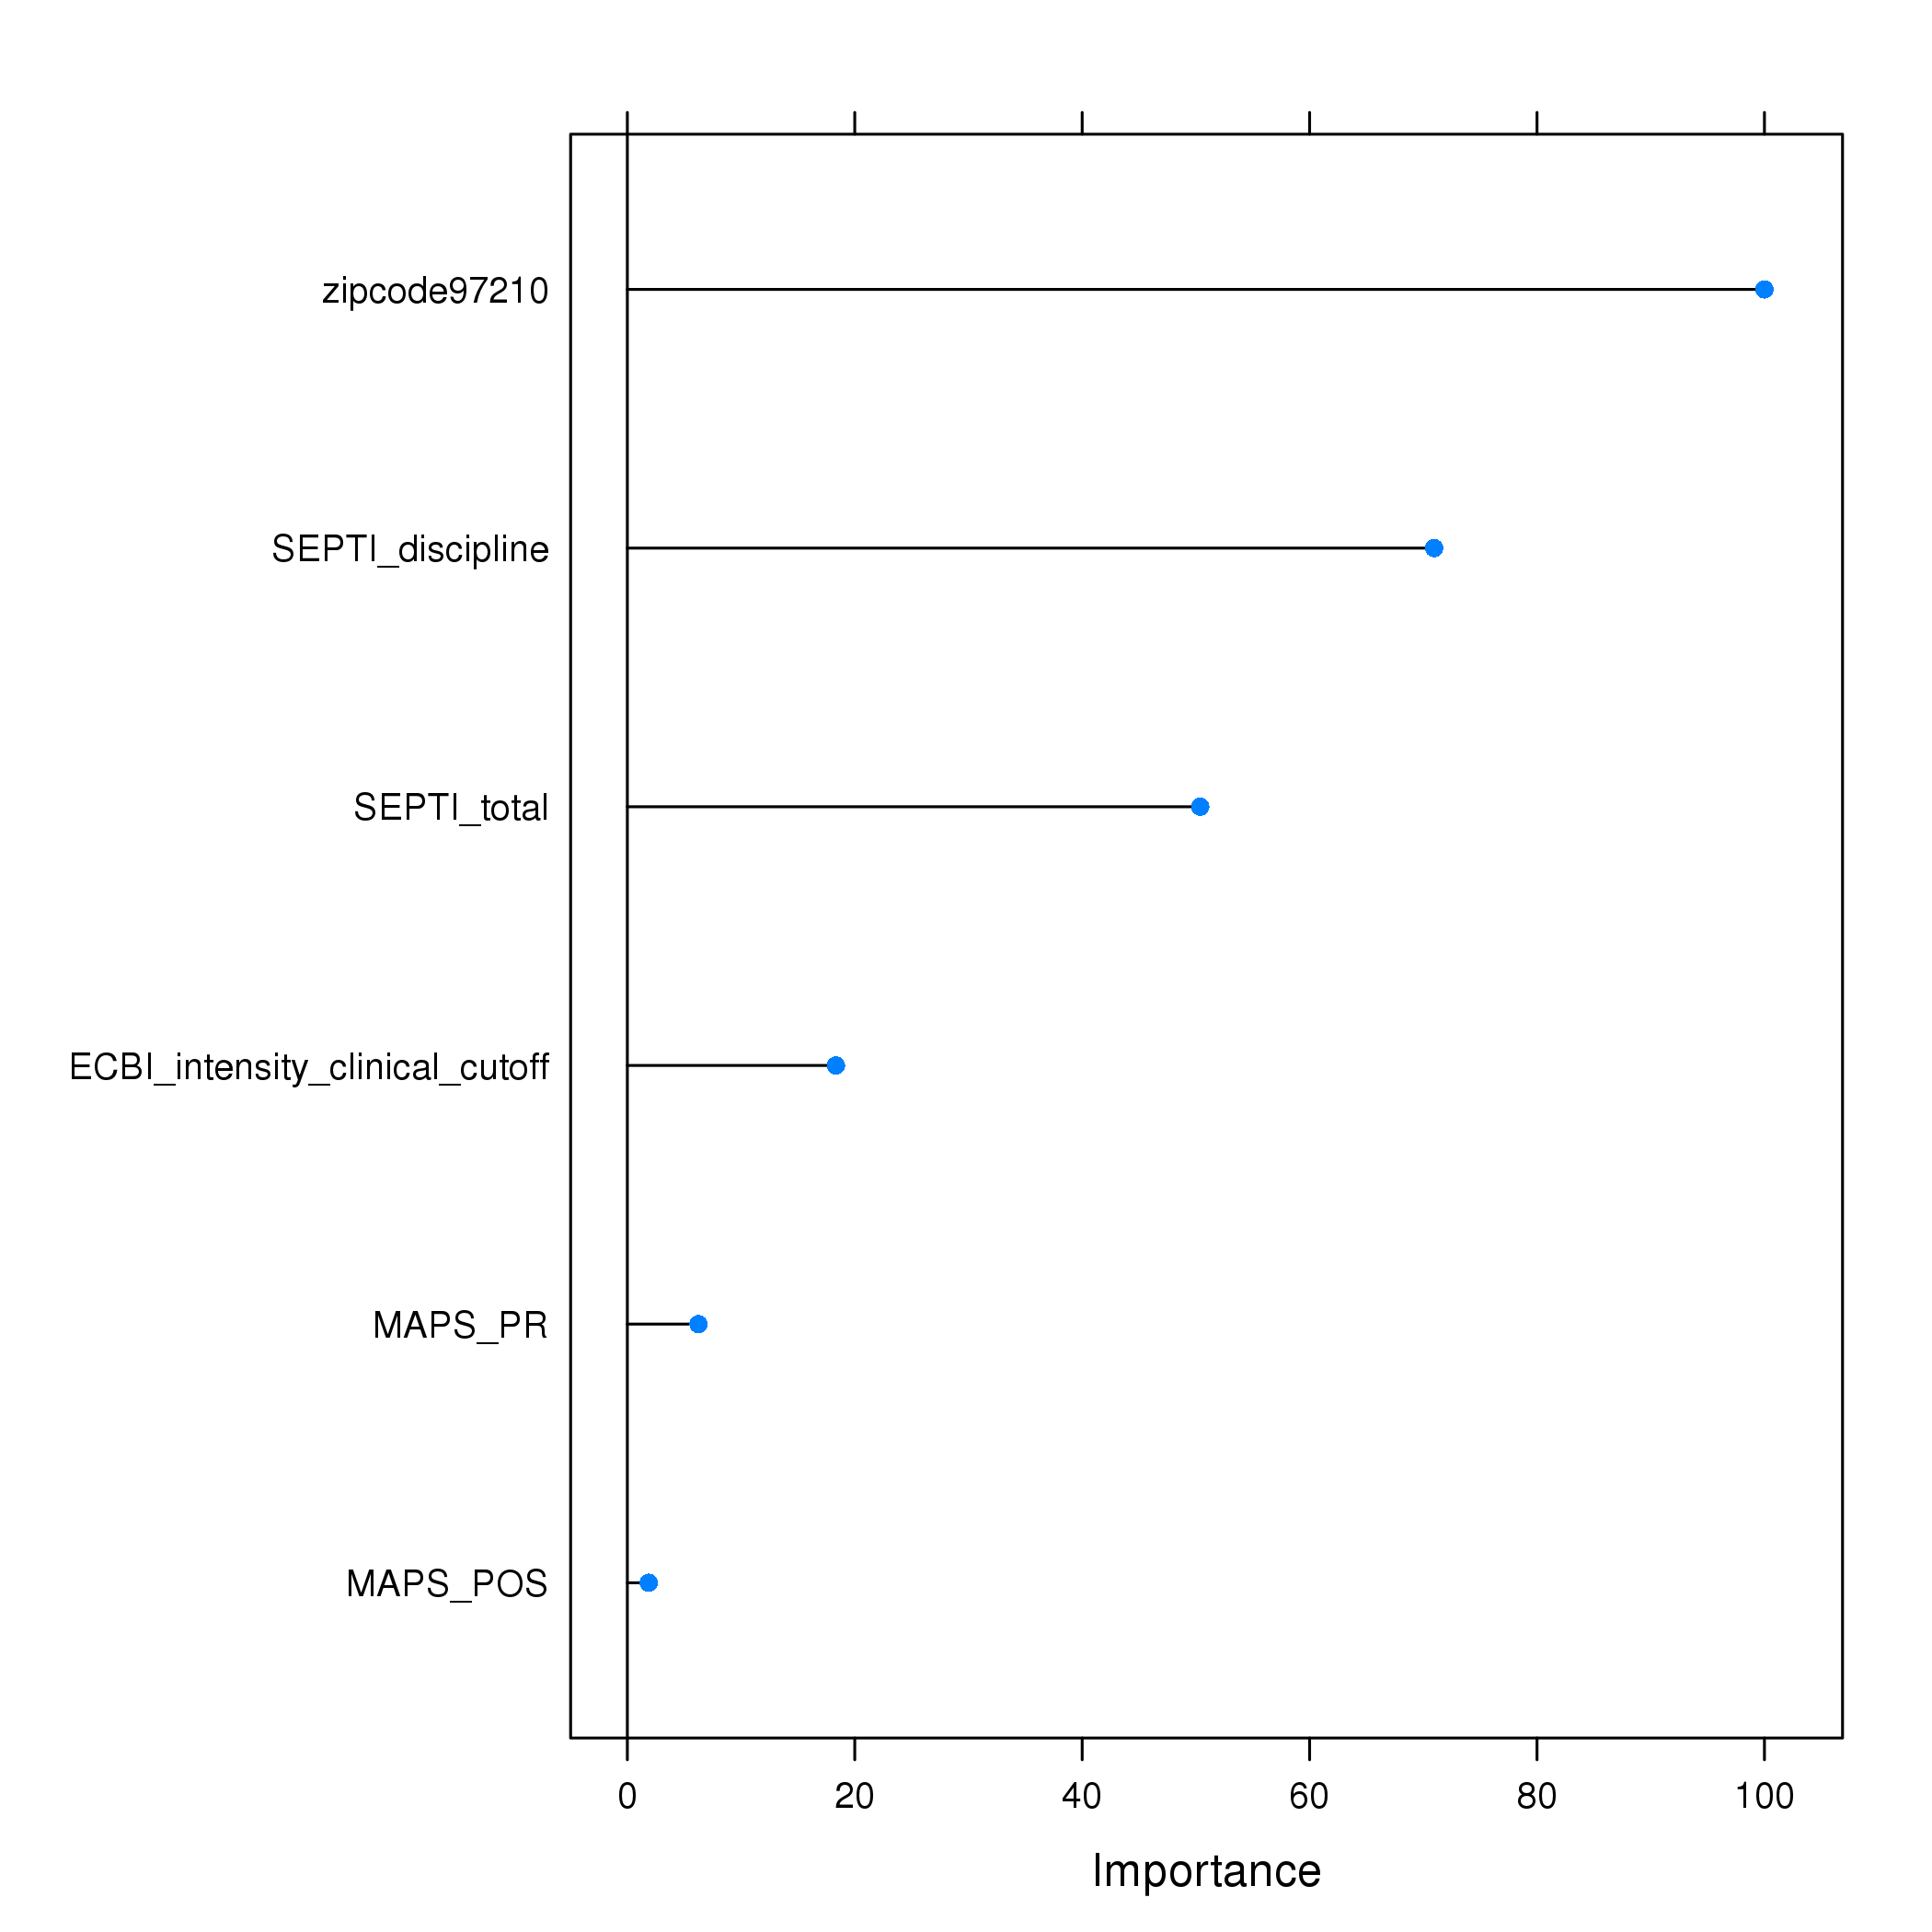 zipcode97210
SEPTI_discipline
SEPTI_total
ECBI_intensity_clinical_cutoff
MAPS_PR
MAPS_POS
0 20 40 60 80 100
Importance